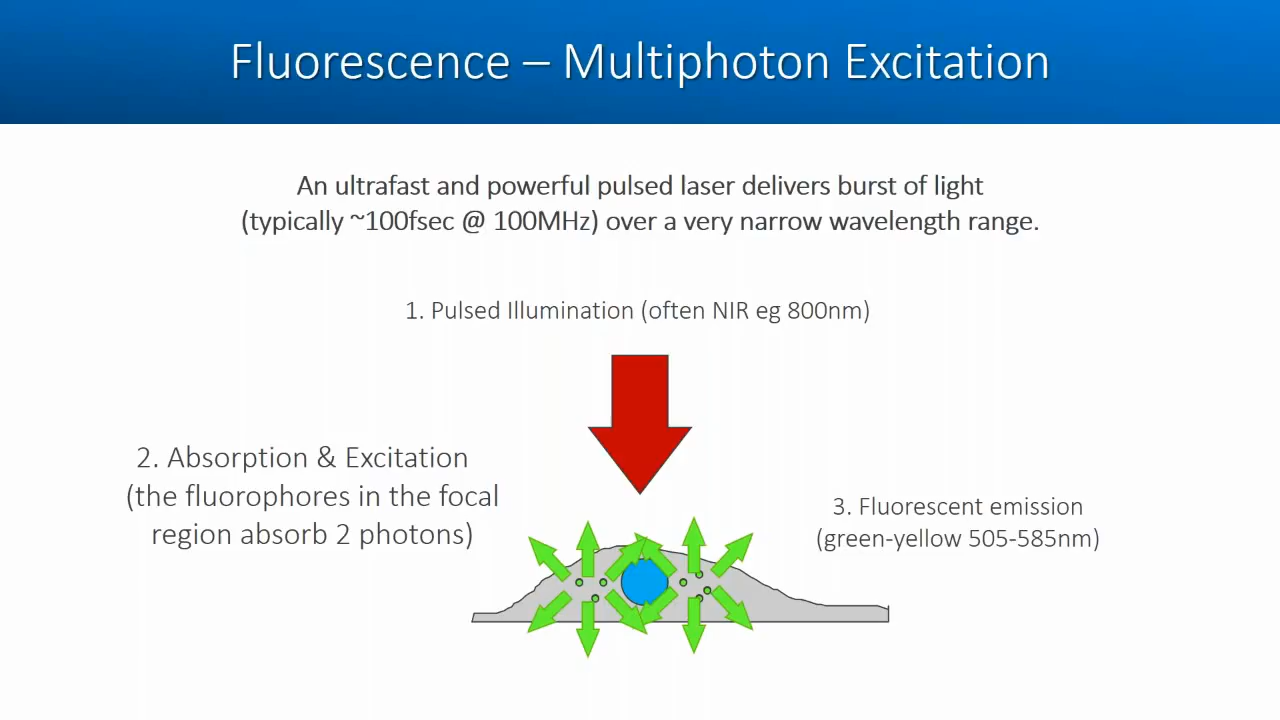 Fluorescence – Multiphoton Excitation
An ultrafast and powerful pulsed laser delivers burst of light
(typically ~100fsec @ 100MHz) over a very narrow wavelength range.
1. Pulsed Illumination (often NIR eg 800nm)
2. Absorption & Excitation
(the fluorophores in the focal
region absorb 2 photons)
3. Fluorescent emission
(green-yellow 505-585nm)